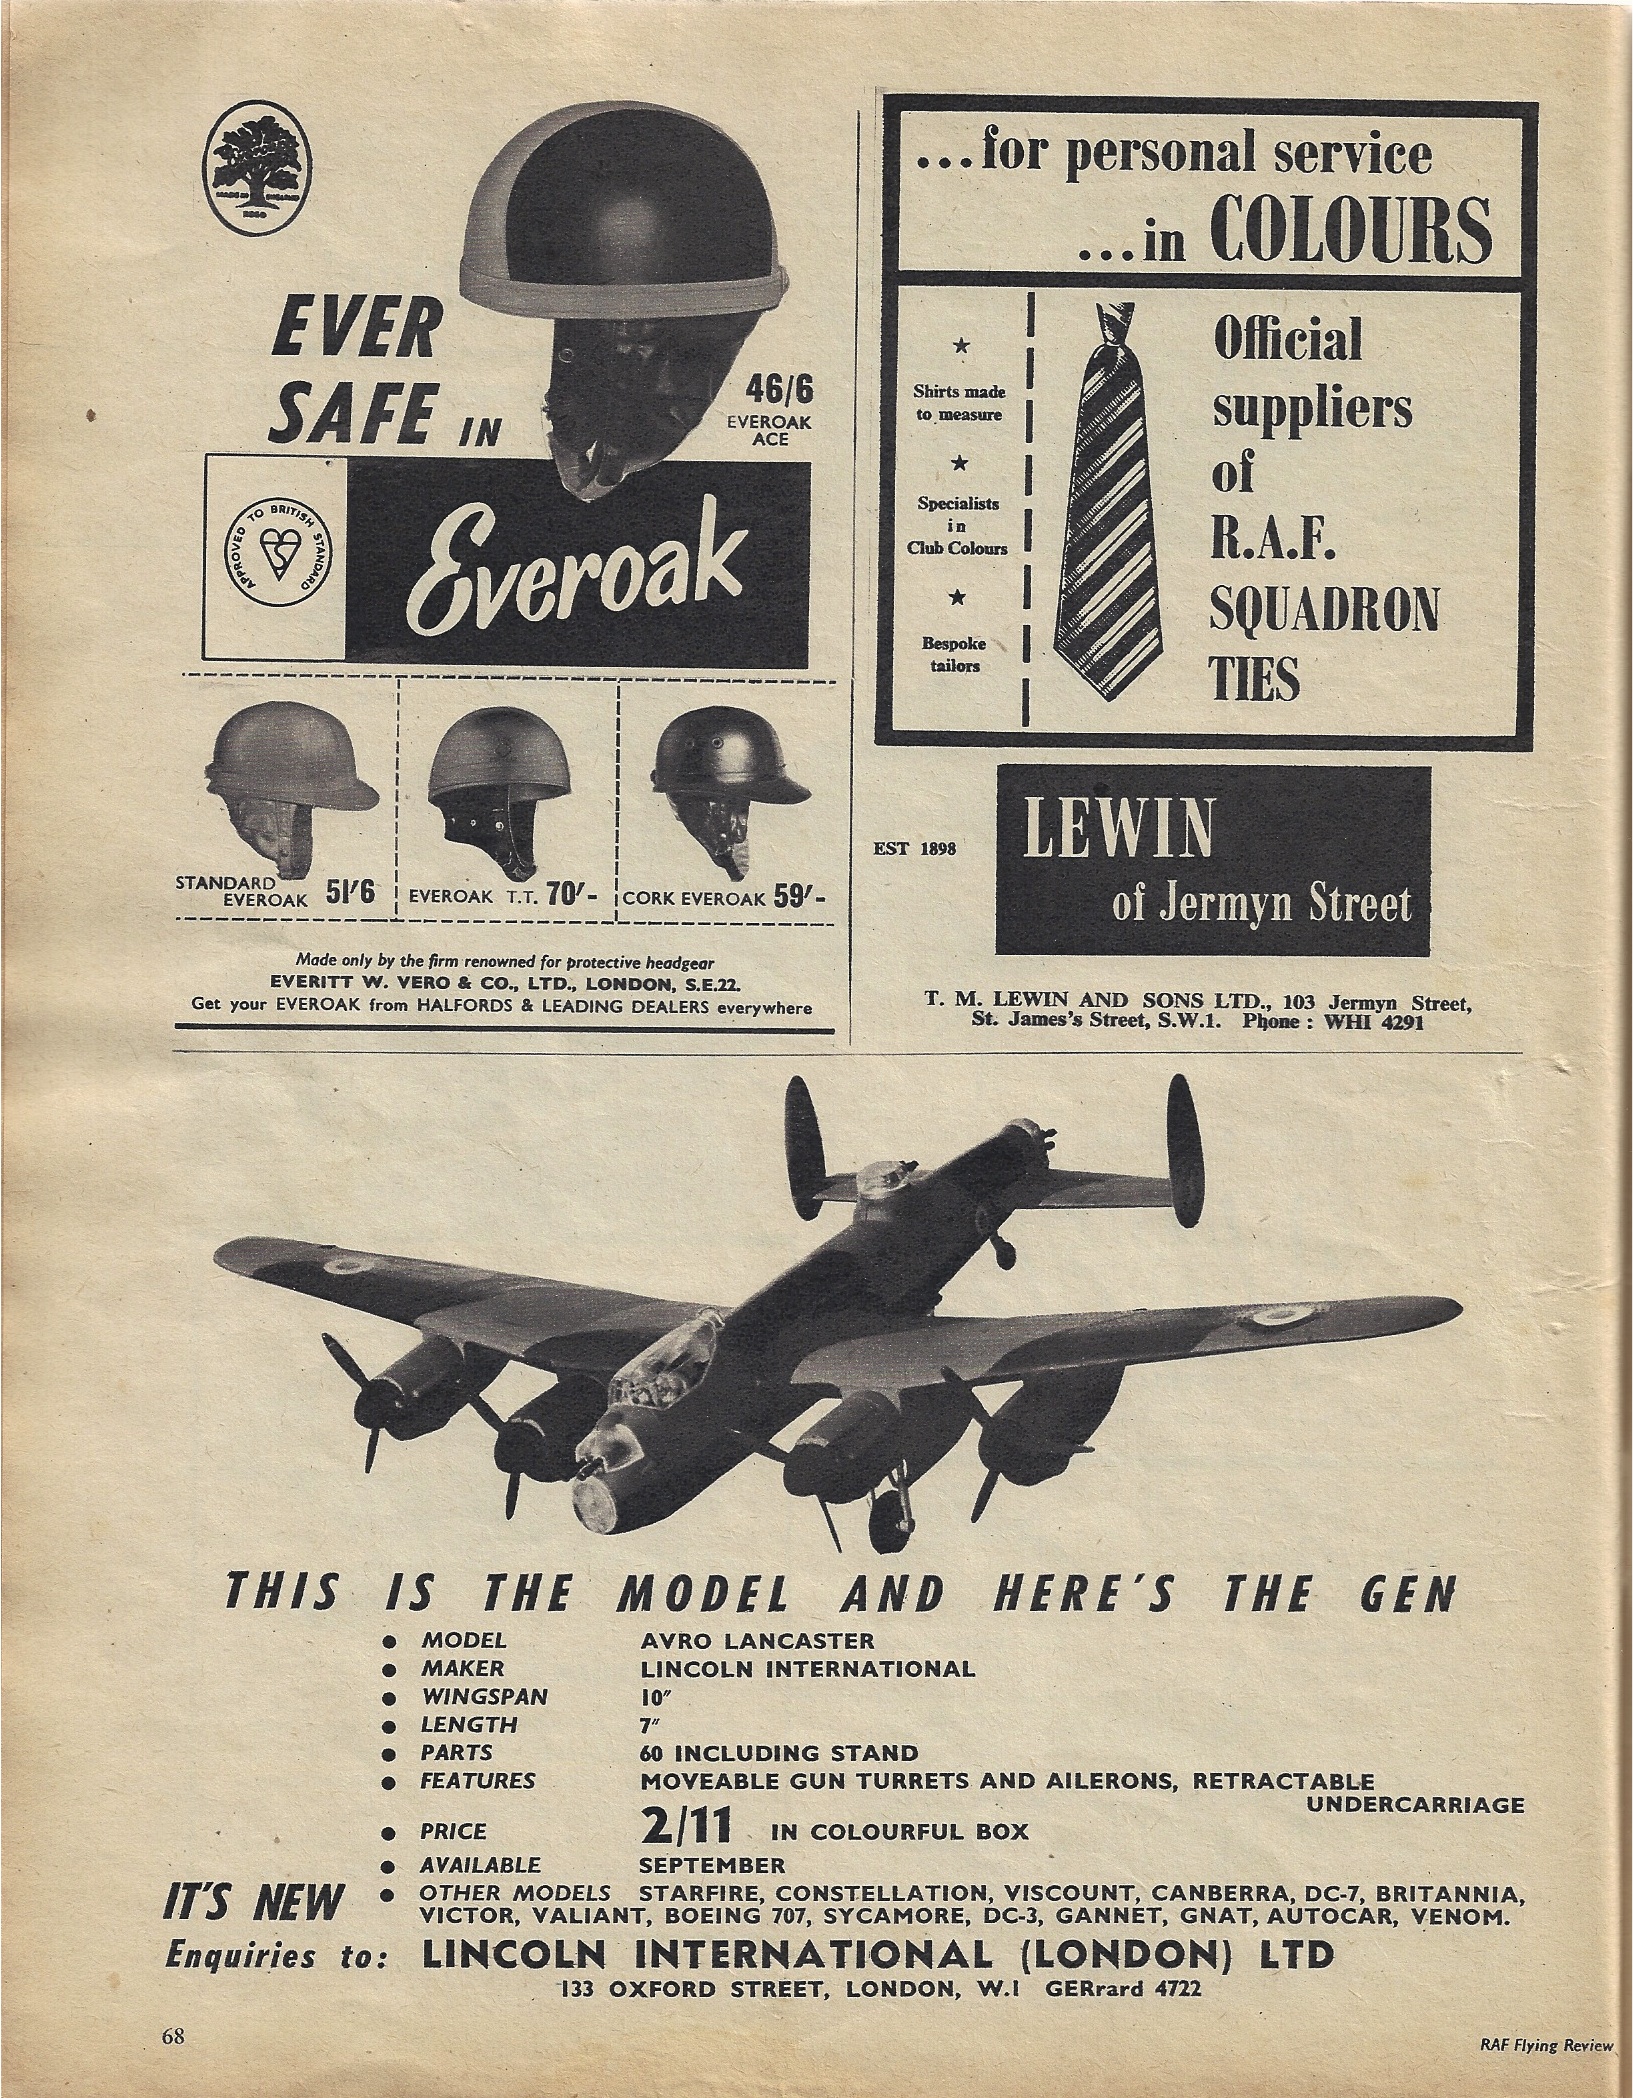 Everoak
MADE IN ENGLAND
REGD
EVER
SAFE IN
46/6
EVEROAK
ACE
APPROVED TO BRITISH STANDARD
Everoak
STANDARD
EVEROAK 51'6
EVEROAK T.T. 70'-
CORK EVEROAK 59'-
Made only by the firm renowned for protective headgear
EVERITT W. VERO & CO., LTD., LONDON, S.E.22.
Get your EVEROAK from HALFORDS & LEADING DEALERS everywhere
...for personal service
...in COLOURS
Shirts made
to measure
Specialists
in
Club Colours
Bespoke
tailors
Official
suppliers
of
R.A.F.
SQUADRON
TIES
EST 1898
LEWIN
of Jermyn Street
T. M. LEWIN AND SONS LTD., 103 Jermyn Street,
St. James's Street, S.W.1. Phone : WHI 4291
THIS IS THE MODEL AND HERE'S THE GEN
• MODEL AVRO LANCASTER
• MAKER LINCOLN INTERNATIONAL
• WINGSPAN 10"
• LENGTH 7"
• PARTS 60 INCLUDING STAND
• FEATURES MOVEABLE GUN TURRETS AND AILERONS, RETRACTABLE
UNDERCARRIAGE
• PRICE 2/11 IN COLOURFUL BOX
• AVAILABLE SEPTEMBER
IT'S NEW • OTHER MODELS STARFIRE, CONSTELLATION, VISCOUNT, CANBERRA, DC-7, BRITANNIA,
VICTOR, VALIANT, BOEING 707, SYCAMORE, DC-3, GANNET, GNAT, AUTOCAR, VENOM.
Enquiries to: LINCOLN INTERNATIONAL (LONDON) LTD
133 OXFORD STREET, LONDON, W.1 GERrard 4722
68
RAF Flying Review